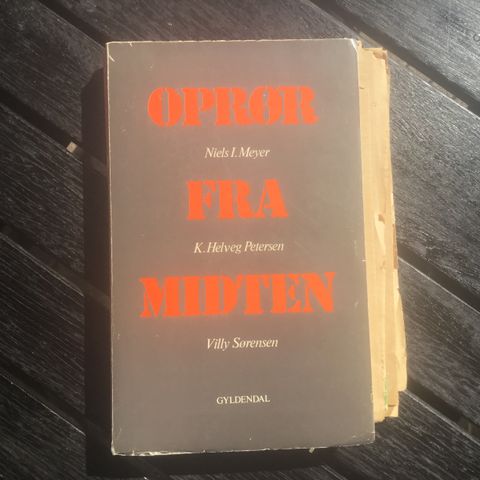 OPRØR
Niels I. Meyer
FRA
K. Helveg Petersen
MIDTEN
Villy Sørensen
GYLDENDAL